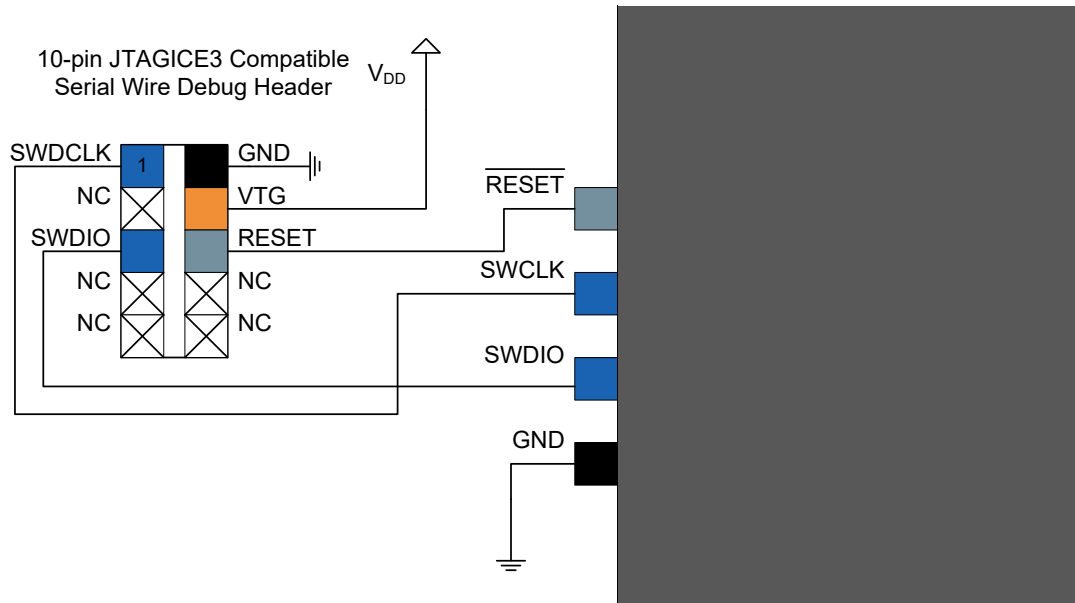 10-pin JTAGICE3 Compatible
Serial Wire Debug Header
VDD
SWDCLK
1
GND
NC
VTG
SWDIO
RESET
NC
NC
NC
NC
RESET
SWCLK
SWDIO
GND